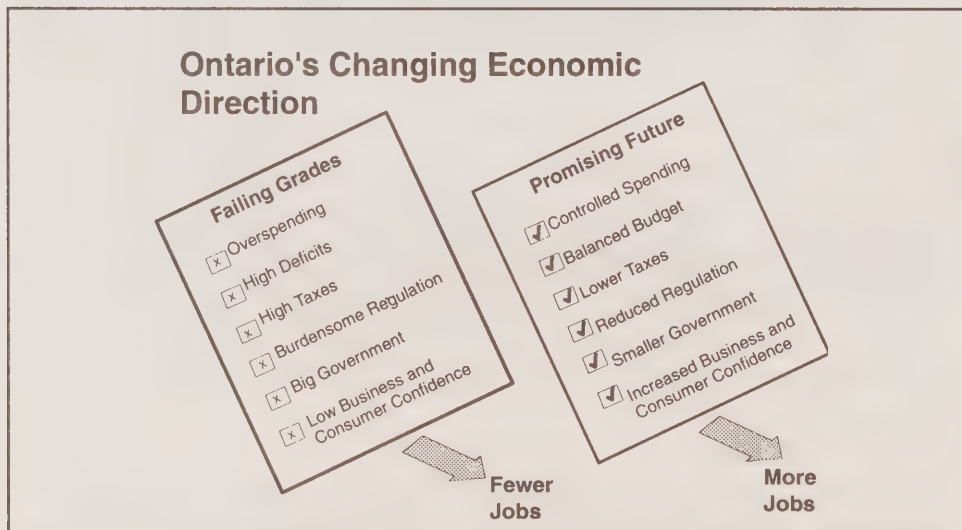 Ontario's Changing Economic
Direction
Failing Grades
x Overspending
x High Deficits
x High Taxes
x Burdensome Regulation
x Big Government
x Low Business and
Consumer Confidence
Fewer
Jobs
Promising Future
✓ Controlled Spending
✓ Balanced Budget
✓ Lower Taxes
✓ Reduced Regulation
✓ Smaller Government
✓ Increased Business and
Consumer Confidence
More
Jobs